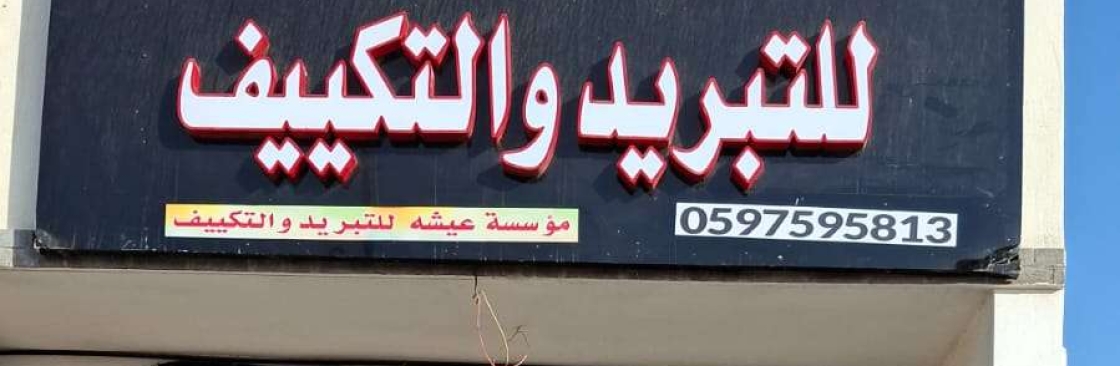 للتبريد والتكييف
مؤسسة عيشه للتبريد والتكييف
0597595813